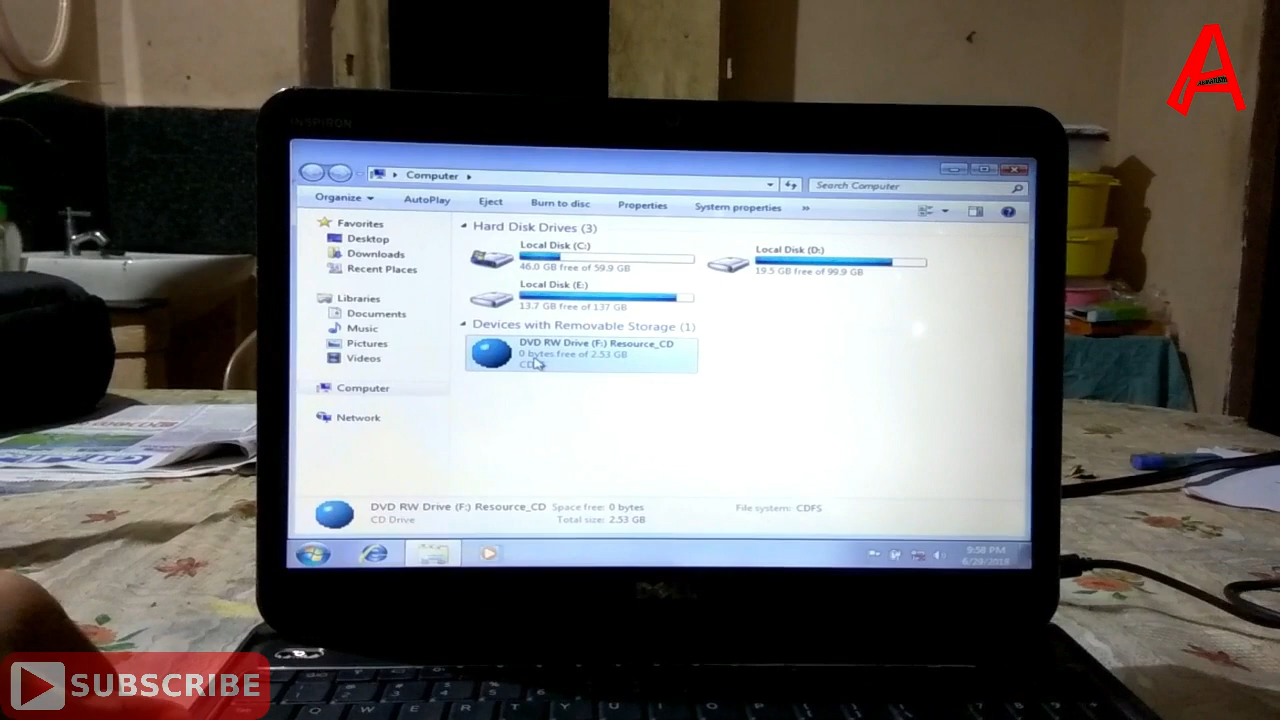 INSPIRON
Computer
Search Computer
Organize AutoPlay Eject Burn to disc Properties System properties »
Favorites
Desktop
Downloads
Recent Places
Libraries
Documents
Music
Pictures
Videos
Computer
Network
Hard Disk Drives (3)
Local Disk (C:)
46.0 GB free of 59.9 GB
Local Disk (D:)
19.5 GB free of 99.9 GB
Local Disk (E:)
13.7 GB free of 137 GB
Devices with Removable Storage (1)
DVD RW Drive (F:) Resource_CD
0 bytes free of 2.53 GB
DVD RW Drive (F:) Resource_CD Space free: 0 bytes File system: CDFS
CD Drive Total size: 2.53 GB
9:58 PM
DELL
A
SUBSCRIBE
Q W E R T Y U I O P